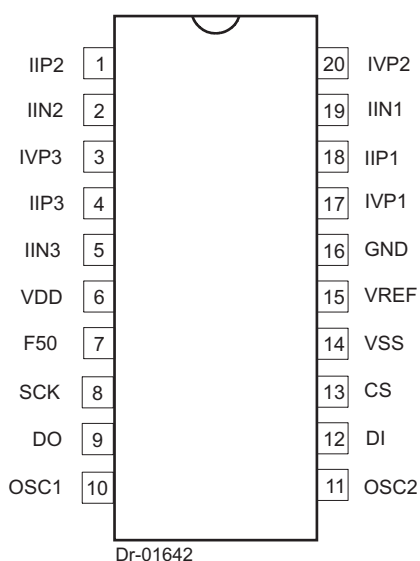 IIP2 1 20 IVP2
IIN2 2 19 IIN1
IVP3 3 18 IIP1
IIP3 4 17 IVP1
IIN3 5 16 GND
VDD 6 15 VREF
F50 7 14 VSS
SCK 8 13 CS
DO 9 12 DI
OSC1 10 11 OSC2
Dr-01642